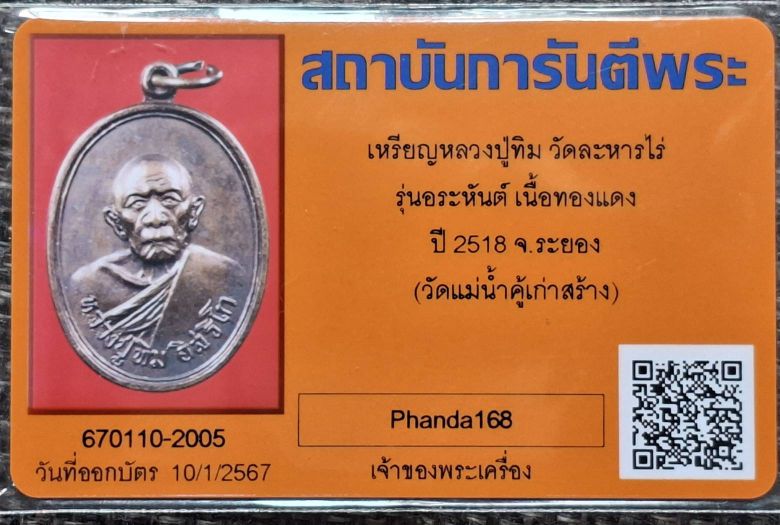 สถาบันการันตีพระ
เหรียญหลวงปู่ทิม วัดละหารไร่
รุ่นอระหันต์ เนื้อทองแดง
ปี 2518 จ.ระยอง
(วัดแม่น้ำคู้เก่าสร้าง)
หลวงปู่ทิม อิสริโก
670110-2005
วันที่ออกบัตร 10/1/2567
Phanda168
เจ้าของพระเครื่อง